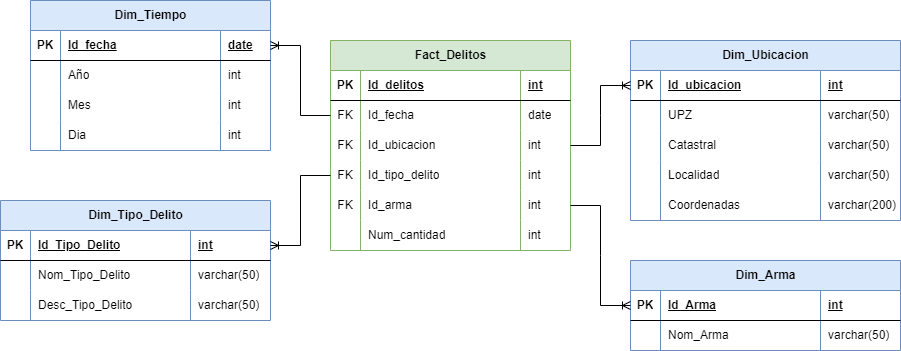 Dim_Tiempo
PK Id_fecha date
Año int
Mes int
Dia int
Fact_Delitos
PK Id_delitos int
FK Id_fecha date
FK Id_ubicacion int
FK Id_tipo_delito int
FK Id_arma int
Num_cantidad int
Dim_Ubicacion
PK Id_ubicacion int
UPZ varchar(50)
Catastral varchar(50)
Localidad varchar(50)
Coordenadas varchar(200)
Dim_Tipo_Delito
PK Id_Tipo_Delito int
Nom_Tipo_Delito varchar(50)
Desc_Tipo_Delito varchar(50)
Dim_Arma
PK Id_Arma int
Nom_Arma varchar(50)